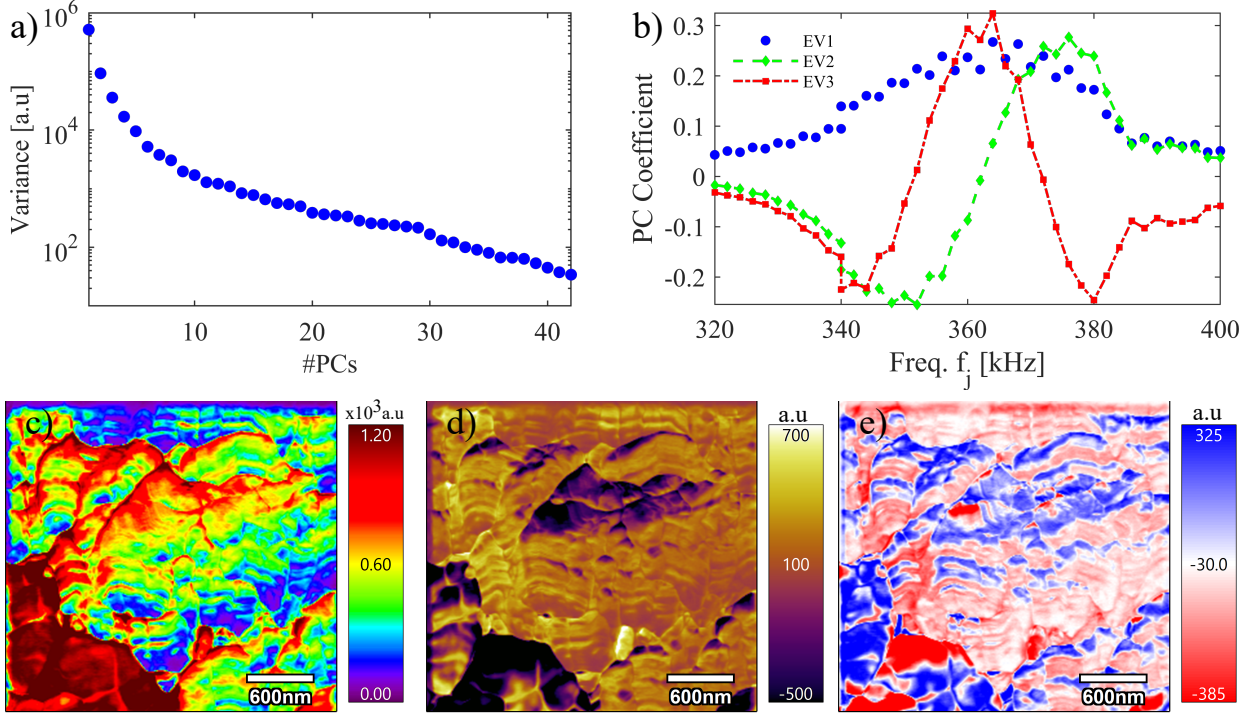 a)
Variance [a.u]
10^6
10^4
10^2
10
20
30
40
#PCs
b)
PC Coefficient
0.3
0.2
0.1
0
-0.1
-0.2
EV1
EV2
EV3
320
340
360
380
400
Freq. f_j [kHz]
c)
x10^3 a.u
1.20
0.60
0.00
600nm
d)
a.u
700
100
-500
600nm
e)
a.u
325
-30.0
-385
600nm